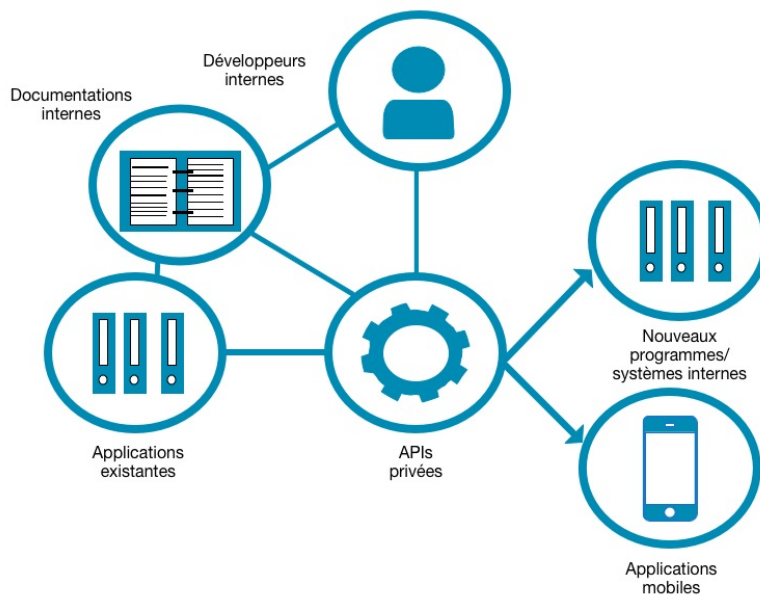 Développeurs
internes
Documentations
internes
Nouveaux
programmes/
systèmes internes
Applications
existantes
APIs
privées
Applications
mobiles